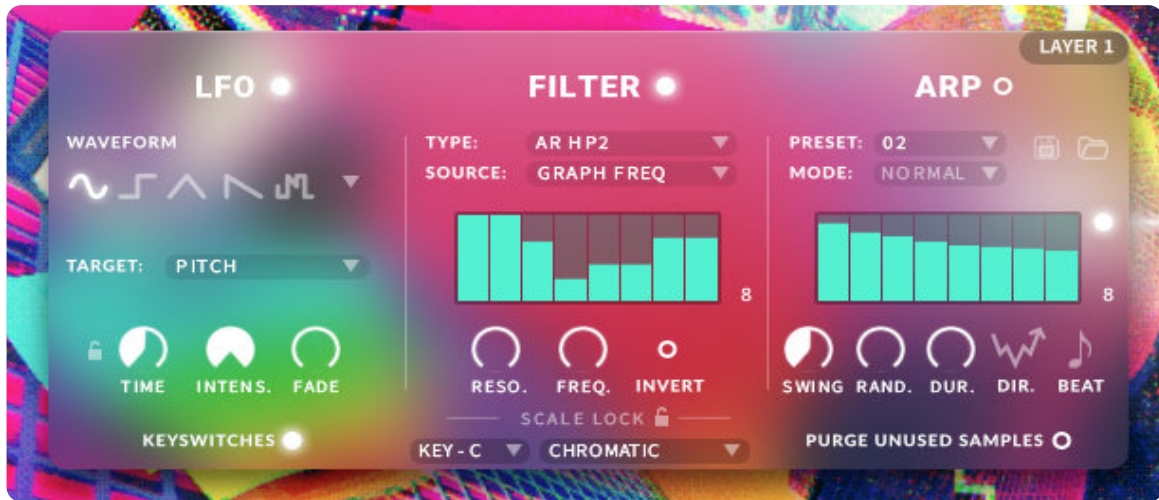 LAYER 1
LFO
WAVEFORM
TARGET: PITCH
TIME INTENS. FADE
KEYSWITCHES
FILTER
TYPE: AR HP2
SOURCE: GRAPH FREQ
8
RESO. FREQ. INVERT
SCALE LOCK
KEY - C CHROMATIC
ARP
PRESET: 02
MODE: NORMAL
8
SWING RAND. DUR. DIR. BEAT
PURGE UNUSED SAMPLES